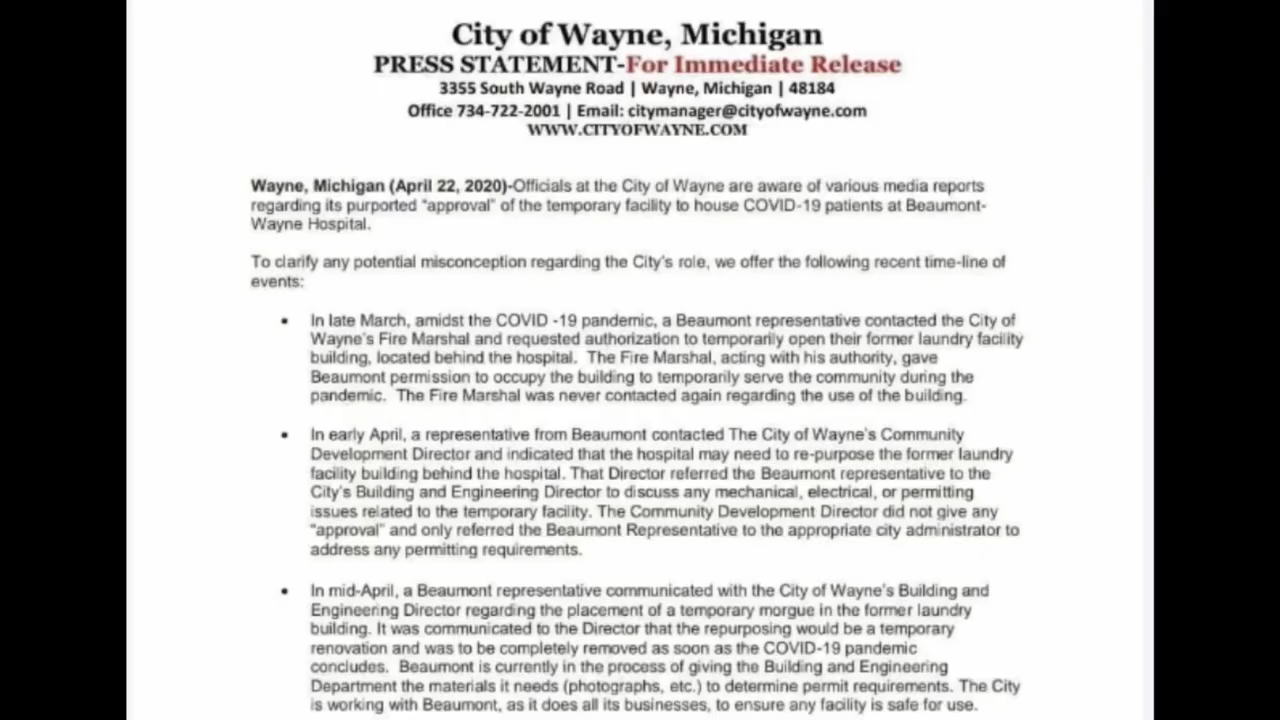 City of Wayne, Michigan
PRESS STATEMENT-For Immediate Release
3355 South Wayne Road | Wayne, Michigan | 48184
Office 734-722-2001 | Email: citymanager@cityofwayne.com
WWW.CITYOFWAYNE.COM
Wayne, Michigan (April 22, 2020)-Officials at the City of Wayne are aware of various media reports
regarding its purported “approval” of the temporary facility to house COVID-19 patients at Beaumont-
Wayne Hospital.
To clarify any potential misconception regarding the City's role, we offer the following recent time-line of
events:
• In late March, amidst the COVID -19 pandemic, a Beaumont representative contacted the City of
Wayne's Fire Marshal and requested authorization to temporarily open their former laundry facility
building, located behind the hospital. The Fire Marshal, acting with his authority, gave
Beaumont permission to occupy the building to temporarily serve the community during the
pandemic. The Fire Marshal was never contacted again regarding the use of the building.
• In early April, a representative from Beaumont contacted The City of Wayne's Community
Development Director and indicated that the hospital may need to re-purpose the former laundry
facility building behind the hospital. That Director referred the Beaumont representative to the
City's Building and Engineering Director to discuss any mechanical, electrical, or permitting
issues related to the temporary facility. The Community Development Director did not give any
“approval” and only referred the Beaumont Representative to the appropriate city administrator to
address any permitting requirements.
• In mid-April, a Beaumont representative communicated with the City of Wayne's Building and
Engineering Director regarding the placement of a temporary morgue in the former laundry
building. It was communicated to the Director that the repurposing would be a temporary
renovation and was to be completely removed as soon as the COVID-19 pandemic
concludes. Beaumont is currently in the process of giving the Building and Engineering
Department the materials it needs (photographs, etc.) to determine permit requirements. The City
is working with Beaumont, as it does all its businesses, to ensure any facility is safe for use.